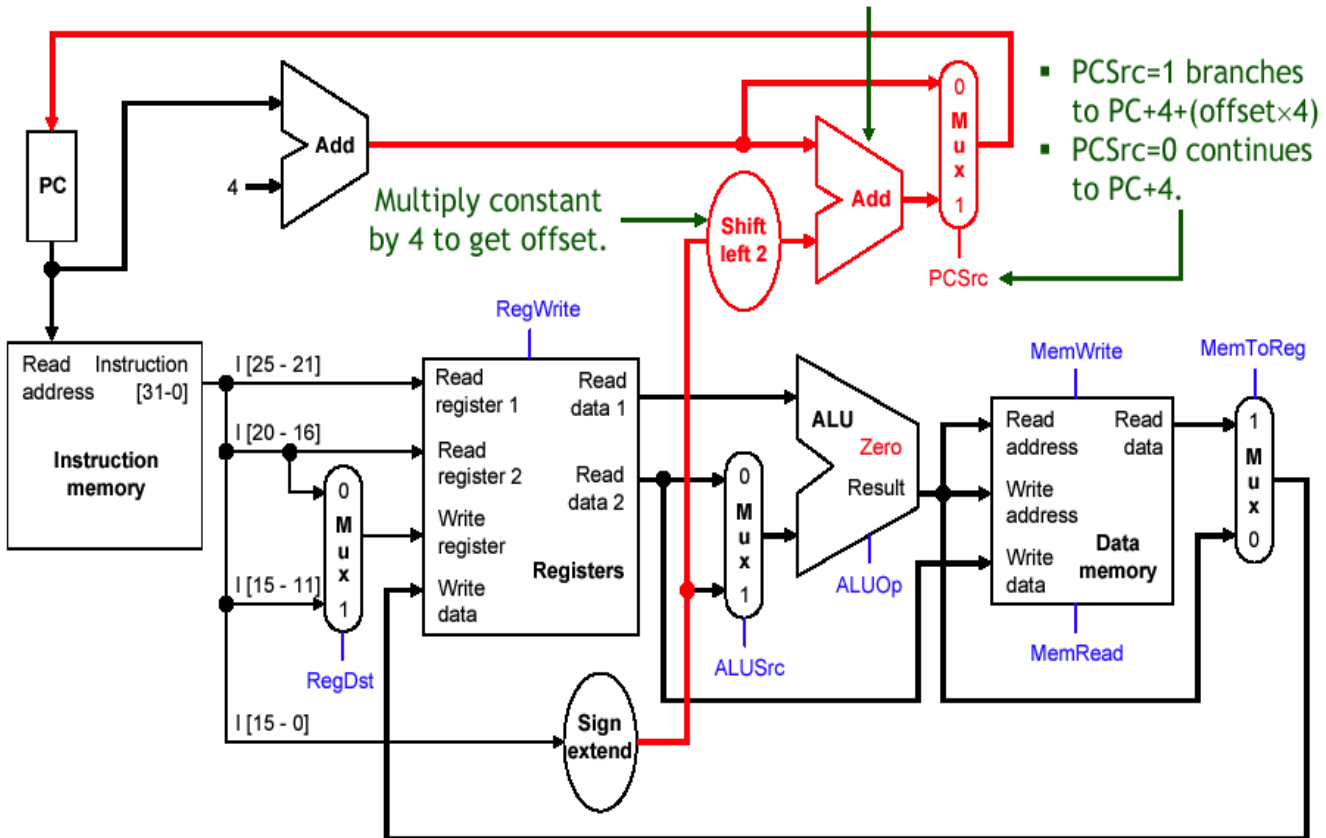 ▪ PCSrc=1 branches
to PC+4+(offset×4)
▪ PCSrc=0 continues
to PC+4.
0
M
u
x
1
Add
PC
4
Multiply constant
by 4 to get offset.
Shift
left 2
Add
PCSrc
RegWrite
MemWrite
MemToReg
Read
address
Instruction
[31-0]
Instruction
memory
I [25 - 21]
I [20 - 16]
I [15 - 11]
I [15 - 0]
0
M
u
x
1
RegDst
Read
register 1
Read
register 2
Write
register
Write
data
Read
data 1
Read
data 2
Registers
Sign
extend
0
M
u
x
1
ALUSrc
ALU
Zero
Result
ALUOp
Read
address
Write
address
Write
data
Read
data
Data
memory
MemRead
1
M
u
x
0